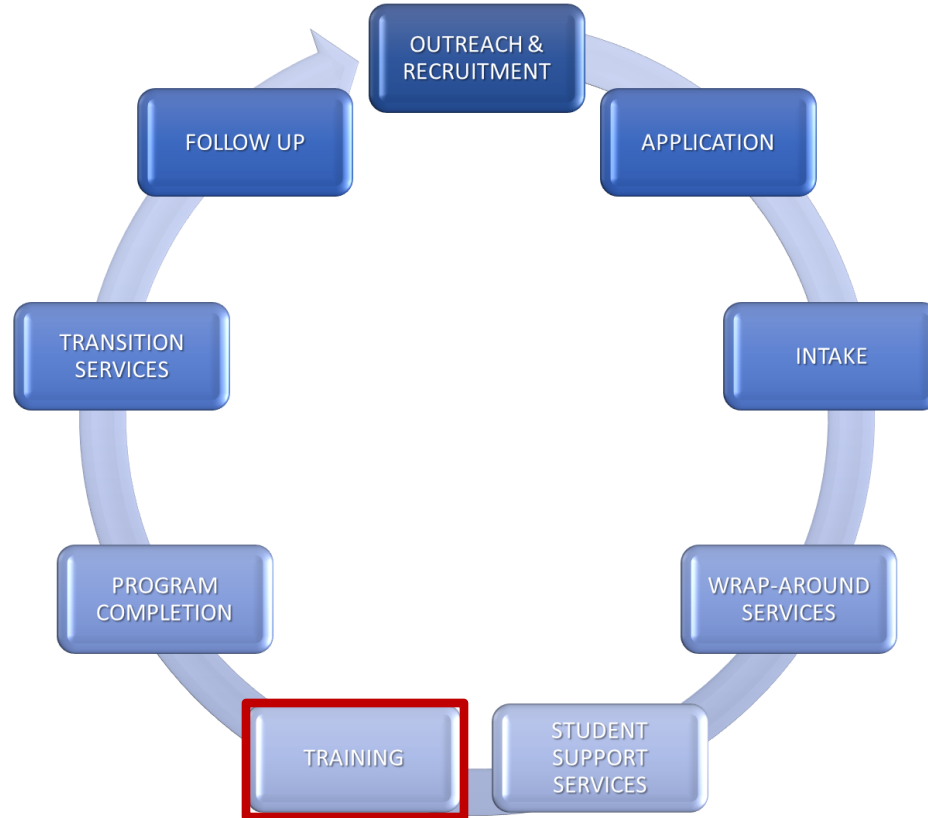 OUTREACH &
RECRUITMENT
APPLICATION
INTAKE
WRAP-AROUND
SERVICES
STUDENT
SUPPORT
SERVICES
TRAINING
PROGRAM
COMPLETION
TRANSITION
SERVICES
FOLLOW UP